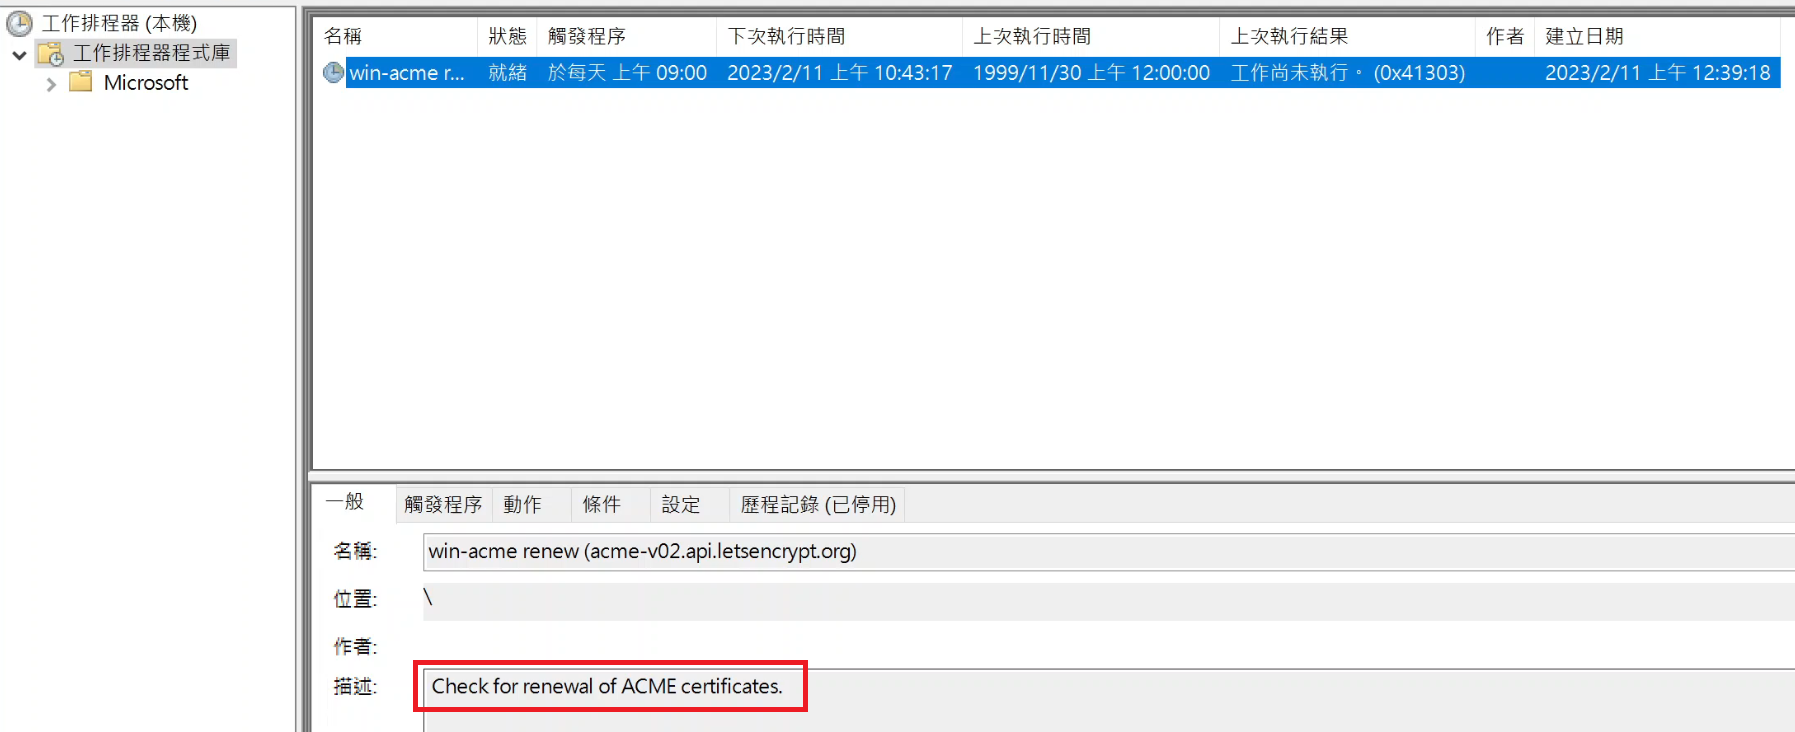 工作排程器 (本機)
工作排程器程式庫
Microsoft
名稱 狀態 觸發程序 下次執行時間 上次執行時間 上次執行結果 作者 建立日期
win-acme r... 就緒 於每天 上午 09:00 2023/2/11 上午 10:43:17 1999/11/30 上午 12:00:00 工作尚未執行。 (0x41303) 2023/2/11 上午 12:39:18
一般 觸發程序 動作 條件 設定 歷程記錄 (已停用)
名稱: win-acme renew (acme-v02.api.letsencrypt.org)
位置: \
作者:
描述: Check for renewal of ACME certificates.